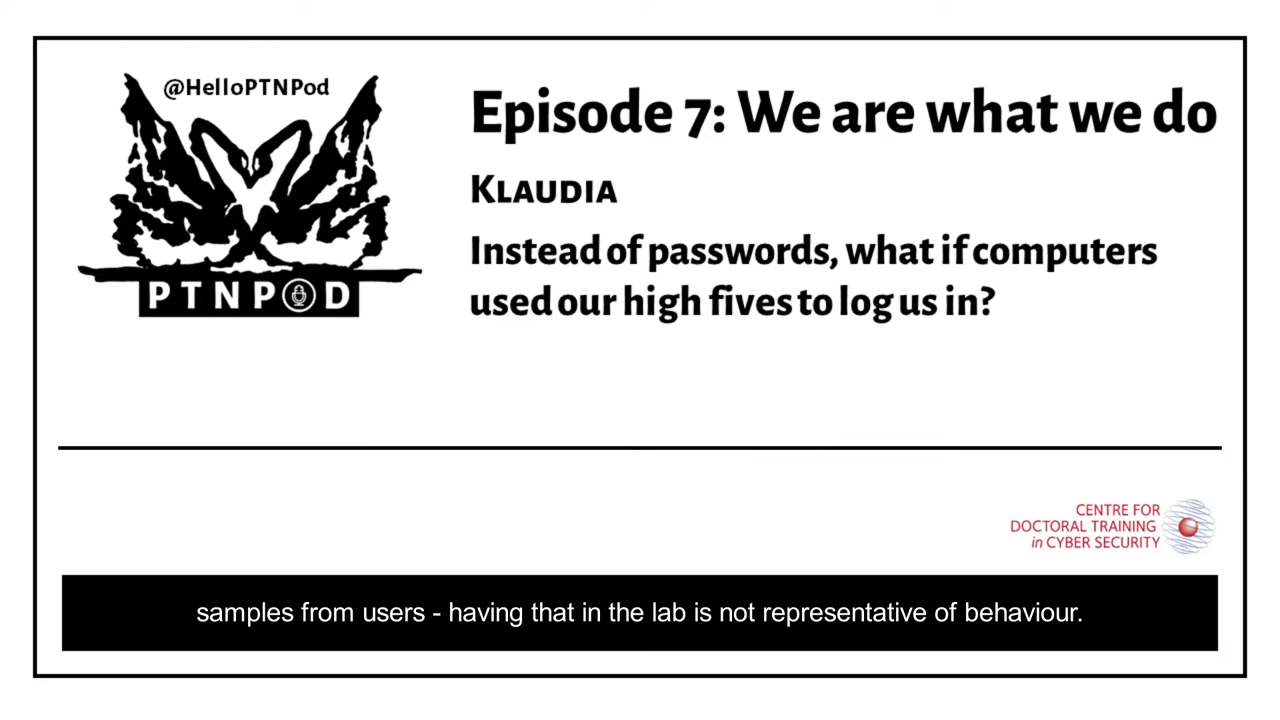 @HelloPTNPod
PTNPOD
Episode 7: We are what we do
Klaudia
Instead of passwords, what if computers
used our high fives to log us in?
CENTRE FOR
DOCTORAL TRAINING
in CYBER SECURITY
samples from users - having that in the lab is not representative of behaviour.